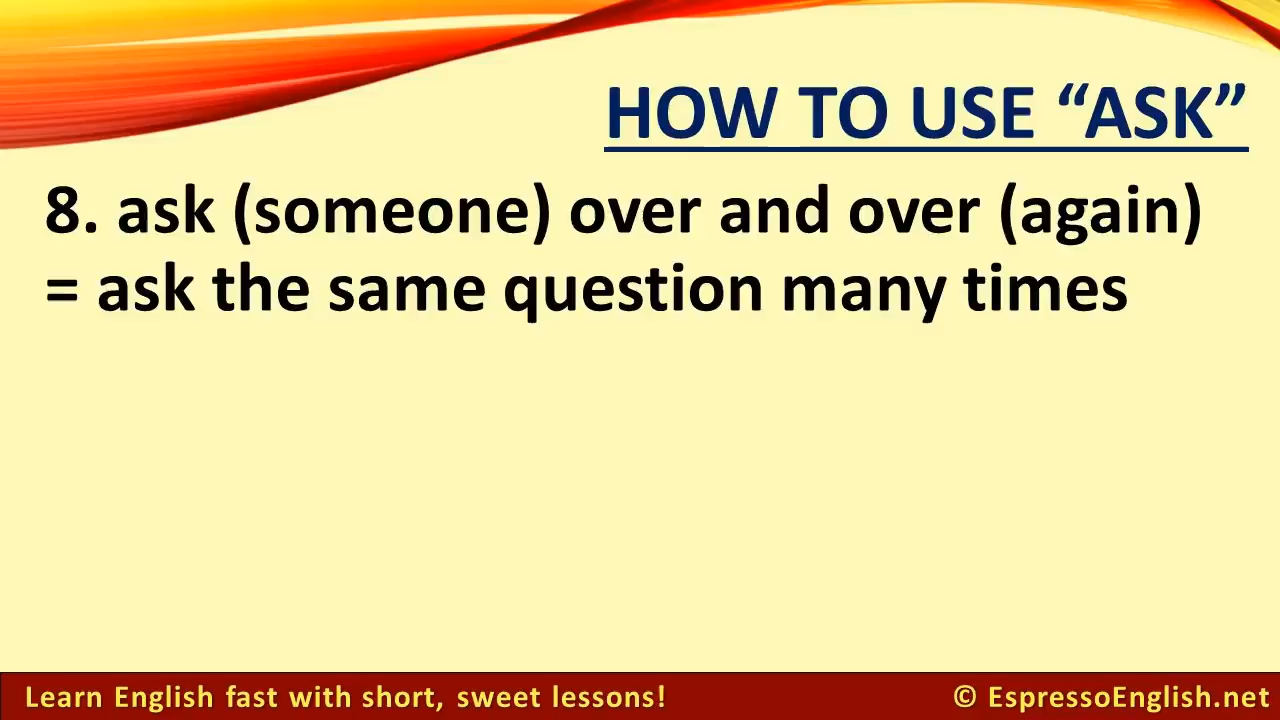 HOW TO USE “ASK”
8. ask (someone) over and over (again)
= ask the same question many times
Learn English fast with short, sweet lessons!
© EspressoEnglish.net